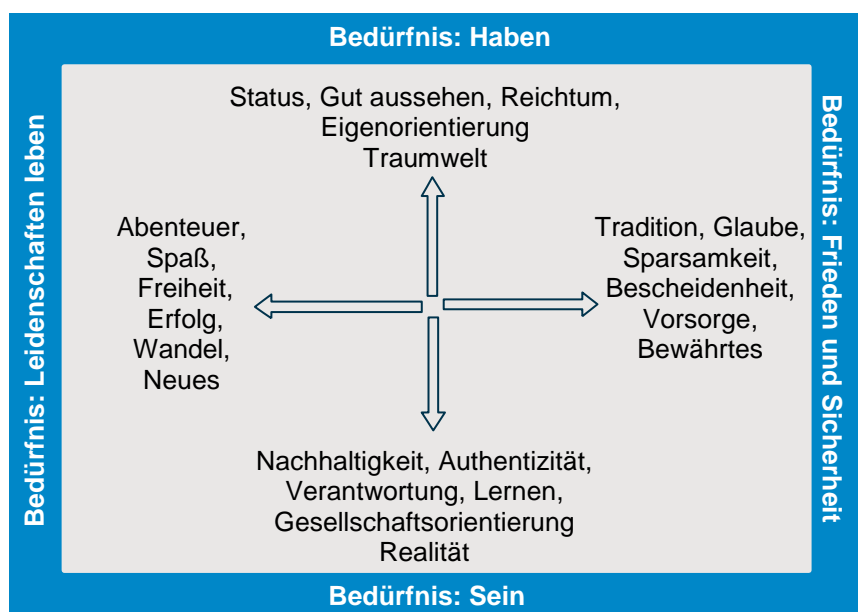 Bedürfnis: Haben
Status, Gut aussehen, Reichtum,
Eigenorientierung
Traumwelt
Bedürfnis: Leidenschaften leben
Abenteuer,
Spaß,
Freiheit,
Erfolg,
Wandel,
Neues
Tradition, Glaube,
Sparsamkeit,
Bescheidenheit,
Vorsorge,
Bewährtes
Bedürfnis: Frieden und Sicherheit
Nachhaltigkeit, Authentizität,
Verantwortung, Lernen,
Gesellschaftsorientierung
Realität
Bedürfnis: Sein